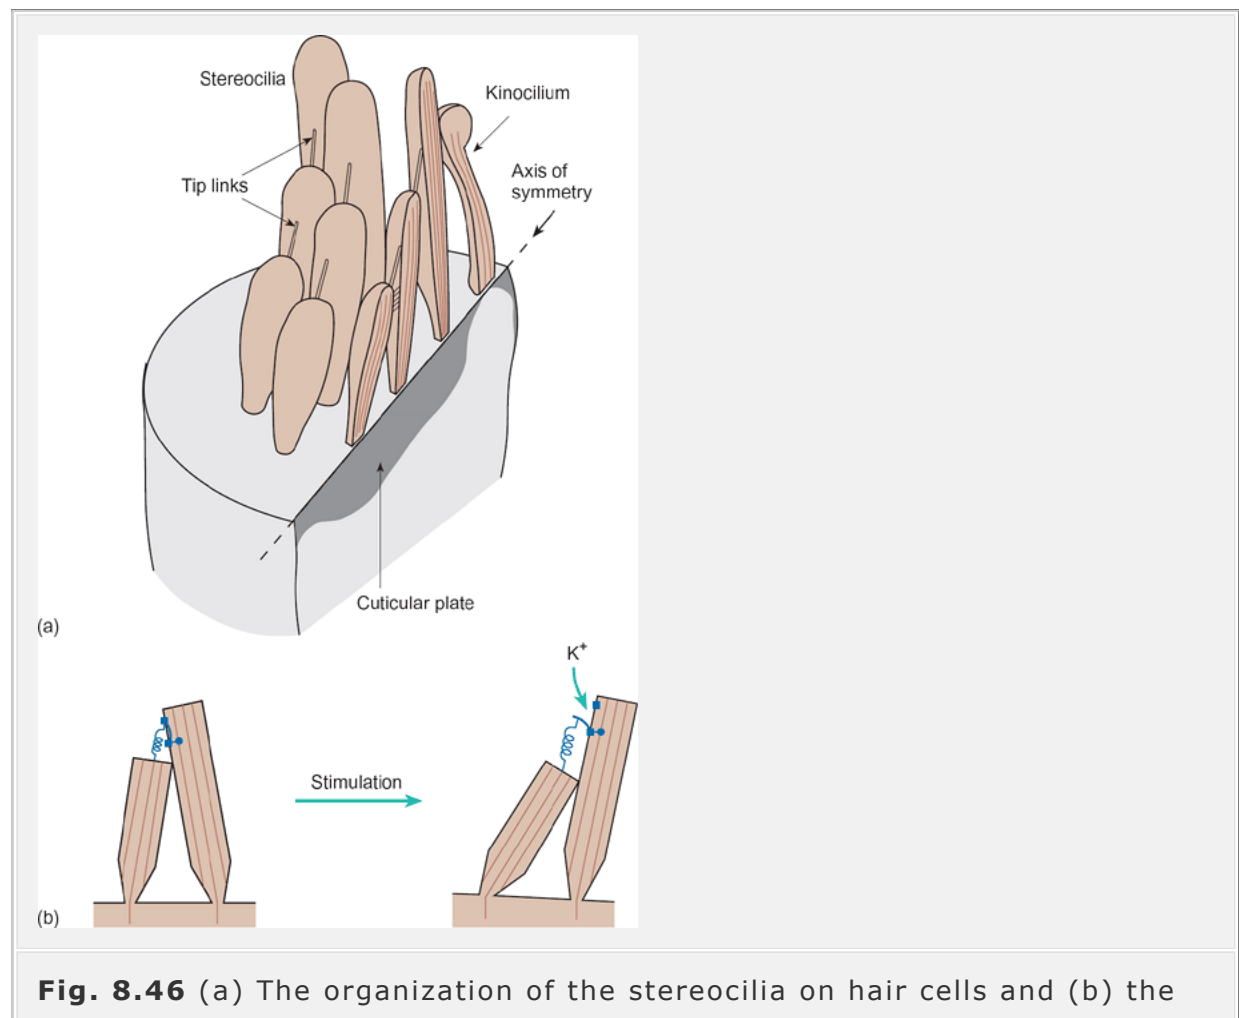 Stereocilia
Kinocilium
Tip links
Axis of
symmetry
Cuticular plate
(a)
K+
Stimulation
(b)
Fig. 8.46 (a) The organization of the stereocilia on hair cells and (b) the